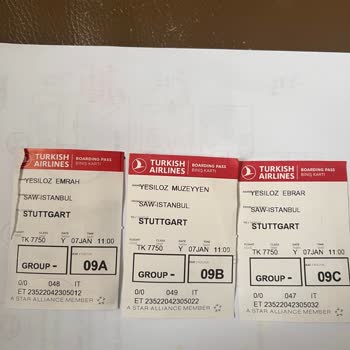 TURKISH
AIRLINES
BOARDING PASS
BİNİŞ KARTI
YESILOZ EMRAH
SAW-ISTANBUL
STUTTGART
TK 7750 Y 07JAN 11:00
GROUP - 09A
0/0 048 IT
ET 23522042305012
A STAR ALLIANCE MEMBER
TURKISH
AIRLINES
BOARDING PASS
BİNİŞ KARTI
YESILOZ MUZEYYEN
SAW-ISTANBUL
STUTTGART
TK 7750 Y 07JAN 11:00
GROUP - 09B
0/0 049 IT
ET 23522042305022
A STAR ALLIANCE MEMBER
TURKISH
AIRLINES
BOARDING PASS
BİNİŞ KARTI
YESILOZ EBRAR
SAW-ISTANBUL
STUTTGART
TK 7750 Y 07JAN 11:00
GROUP - 09C
0/0 047 IT
ET 23522042305032
A STAR ALLIANCE MEMBER